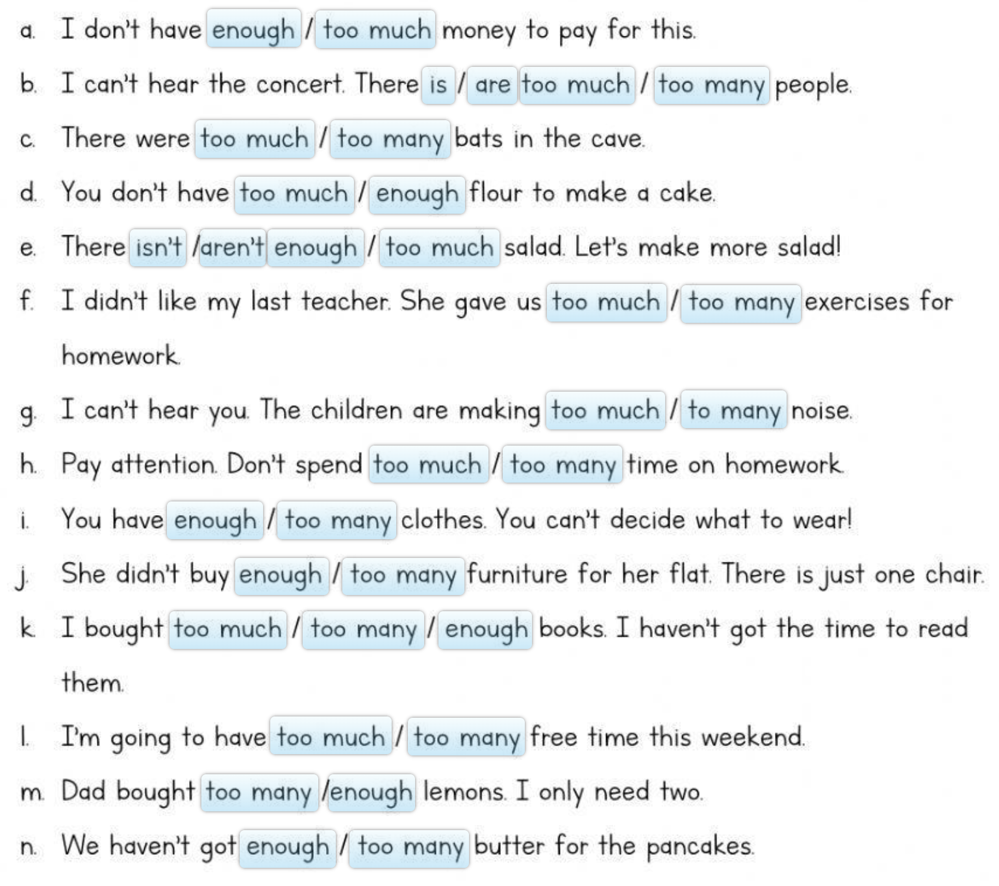 a. I don't have enough / too much money to pay for this.
b. I can't hear the concert. There is / are too much / too many people.
c. There were too much / too many bats in the cave.
d. You don't have too much / enough flour to make a cake.
e. There isn't /aren't enough / too much salad. Let's make more salad!
f. I didn't like my last teacher. She gave us too much / too many exercises for
homework.
g. I can't hear you. The children are making too much / to many noise.
h. Pay attention. Don't spend too much / too many time on homework.
i. You have enough / too many clothes. You can't decide what to wear!
j. She didn't buy enough / too many furniture for her flat. There is just one chair.
k. I bought too much / too many / enough books. I haven't got the time to read
them.
l. I'm going to have too much / too many free time this weekend.
m. Dad bought too many /enough lemons. I only need two.
n. We haven't got enough / too many butter for the pancakes.